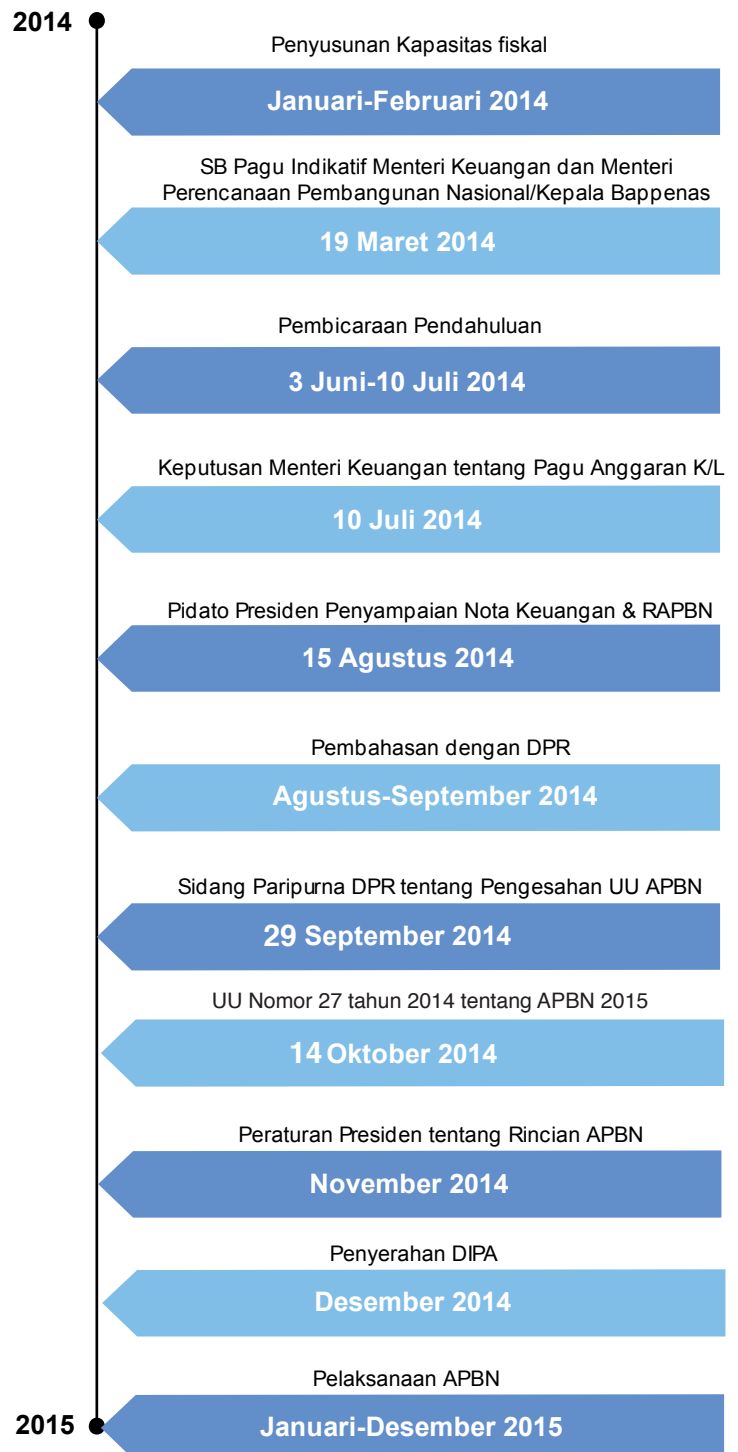 2014
Penyusunan Kapasitas fiskal
Januari-Februari 2014
SB Pagu Indikatif Menteri Keuangan dan Menteri
Perencanaan Pembangunan Nasional/Kepala Bappenas
19 Maret 2014
Pembicaraan Pendahuluan
3 Juni-10 Juli 2014
Keputusan Menteri Keuangan tentang Pagu Anggaran K/L
10 Juli 2014
Pidato Presiden Penyampaian Nota Keuangan & RAPBN
15 Agustus 2014
Pembahasan dengan DPR
Agustus-September 2014
Sidang Paripurna DPR tentang Pengesahan UU APBN
29 September 2014
UU Nomor 27 tahun 2014 tentang APBN 2015
14 Oktober 2014
Peraturan Presiden tentang Rincian APBN
November 2014
Penyerahan DIPA
Desember 2014
Pelaksanaan APBN
2015
Januari-Desember 2015